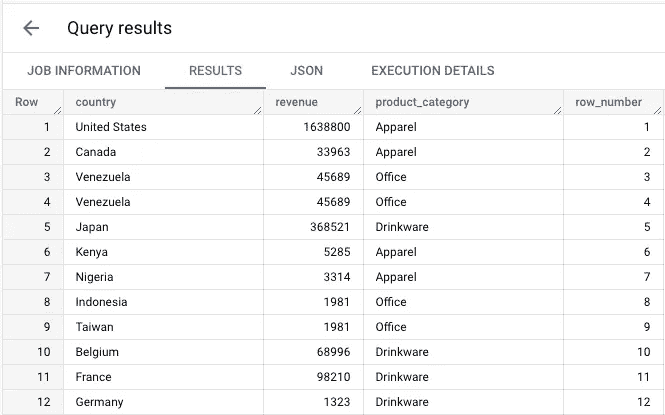 Query results
JOB INFORMATION RESULTS JSON EXECUTION DETAILS
Row country revenue product_category row_number
1 United States 1638800 Apparel 1
2 Canada 33963 Apparel 2
3 Venezuela 45689 Office 3
4 Venezuela 45689 Office 4
5 Japan 368521 Drinkware 5
6 Kenya 5285 Apparel 6
7 Nigeria 3314 Apparel 7
8 Indonesia 1981 Office 8
9 Taiwan 1981 Office 9
10 Belgium 68996 Drinkware 10
11 France 98210 Drinkware 11
12 Germany 1323 Drinkware 12